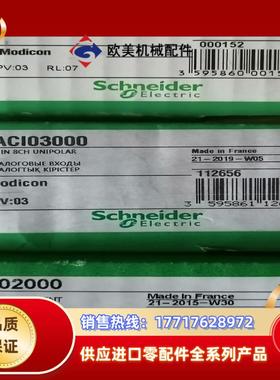 Modicon
欧美机械配件
000152
PV:03 RL:07
Schneider
Electric
3 595860 0015
ACI03000
IN 8CH UNIPOLAR
Made in France
21-2019-W05
АНАЛОГОВЫЕ ВХОДЫ
АНАЛОГТЫҚ КІРІСТЕР
112656
Modicon
PV:03
Schneider
Electric
3 595861 12
02000
Made in France
21-2015-W30
品质
保证
销售热线：17717628972
供应进口零配件全系列产品